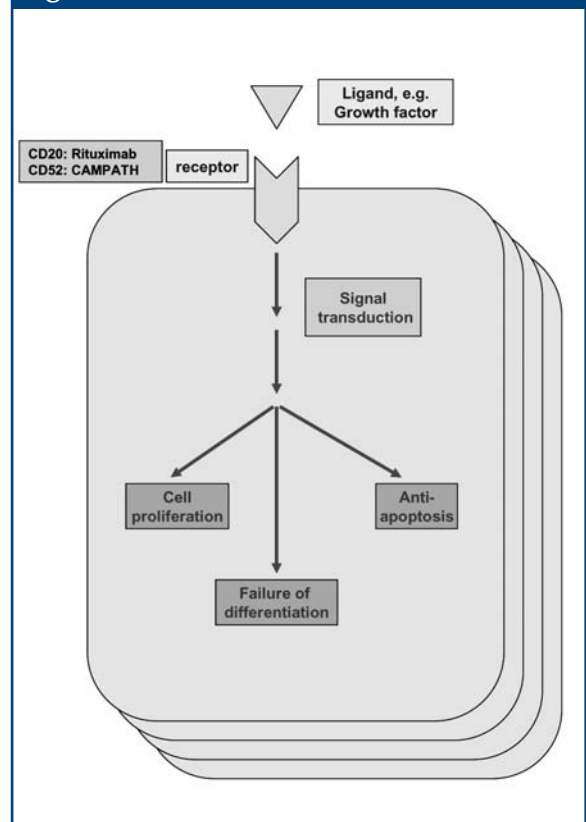 Ligand, e.g.
Growth factor
CD20: Rituximab
CD52: CAMPATH
receptor
Signal
transduction
Cell
proliferation
Anti-
apoptosis
Failure of
differentiation